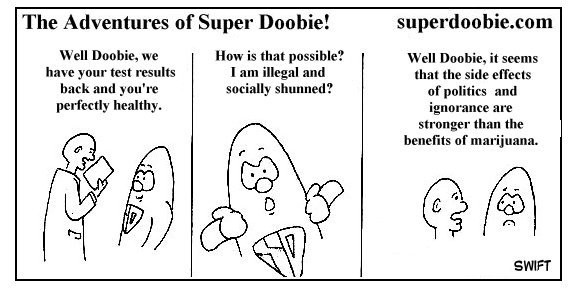 The Adventures of Super Doobie!
superdoobie.com
Well Doobie, we
have your test results
back and you're
perfectly healthy.
How is that possible?
I am illegal and
socially shunned?
Well Doobie, it seems
that the side effects
of politics and
ignorance are
stronger than the
benefits of marijuana.
SWIFT